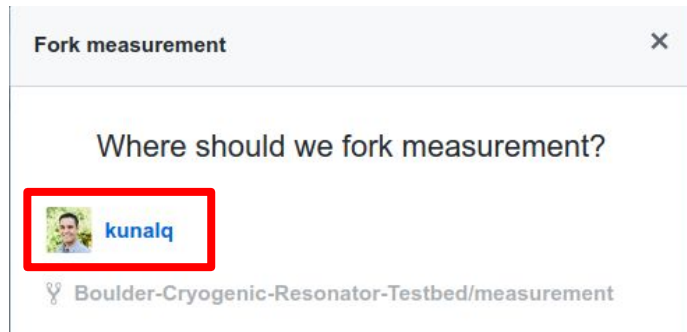 Fork measurement
Where should we fork measurement?
kunalq
Boulder-Cryogenic-Resonator-Testbed/measurement